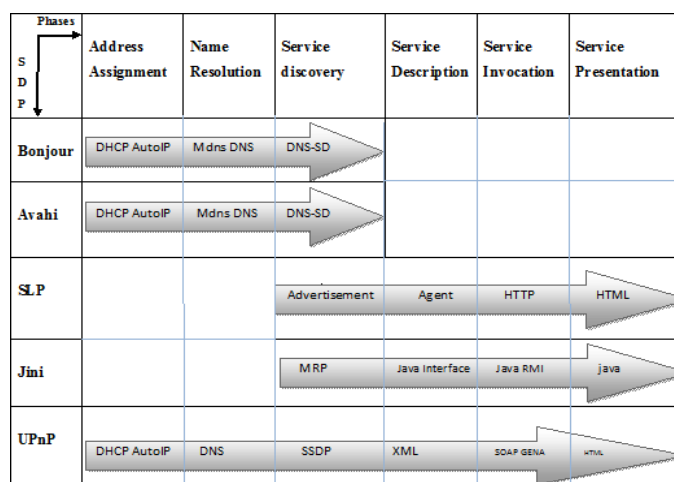 Phases
S
D
P
Address Assignment
Name Resolution
Service discovery
Service Description
Service Invocation
Service Presentation
Bonjour
DHCP AutoIP
Mdns DNS
DNS-SD
Avahi
DHCP AutoIP
Mdns DNS
DNS-SD
SLP
Advertisement
Agent
HTTP
HTML
Jini
MRP
Java Interface
Java RMI
java
UPnP
DHCP AutoIP
DNS
SSDP
XML
SOAP GENA
HTML